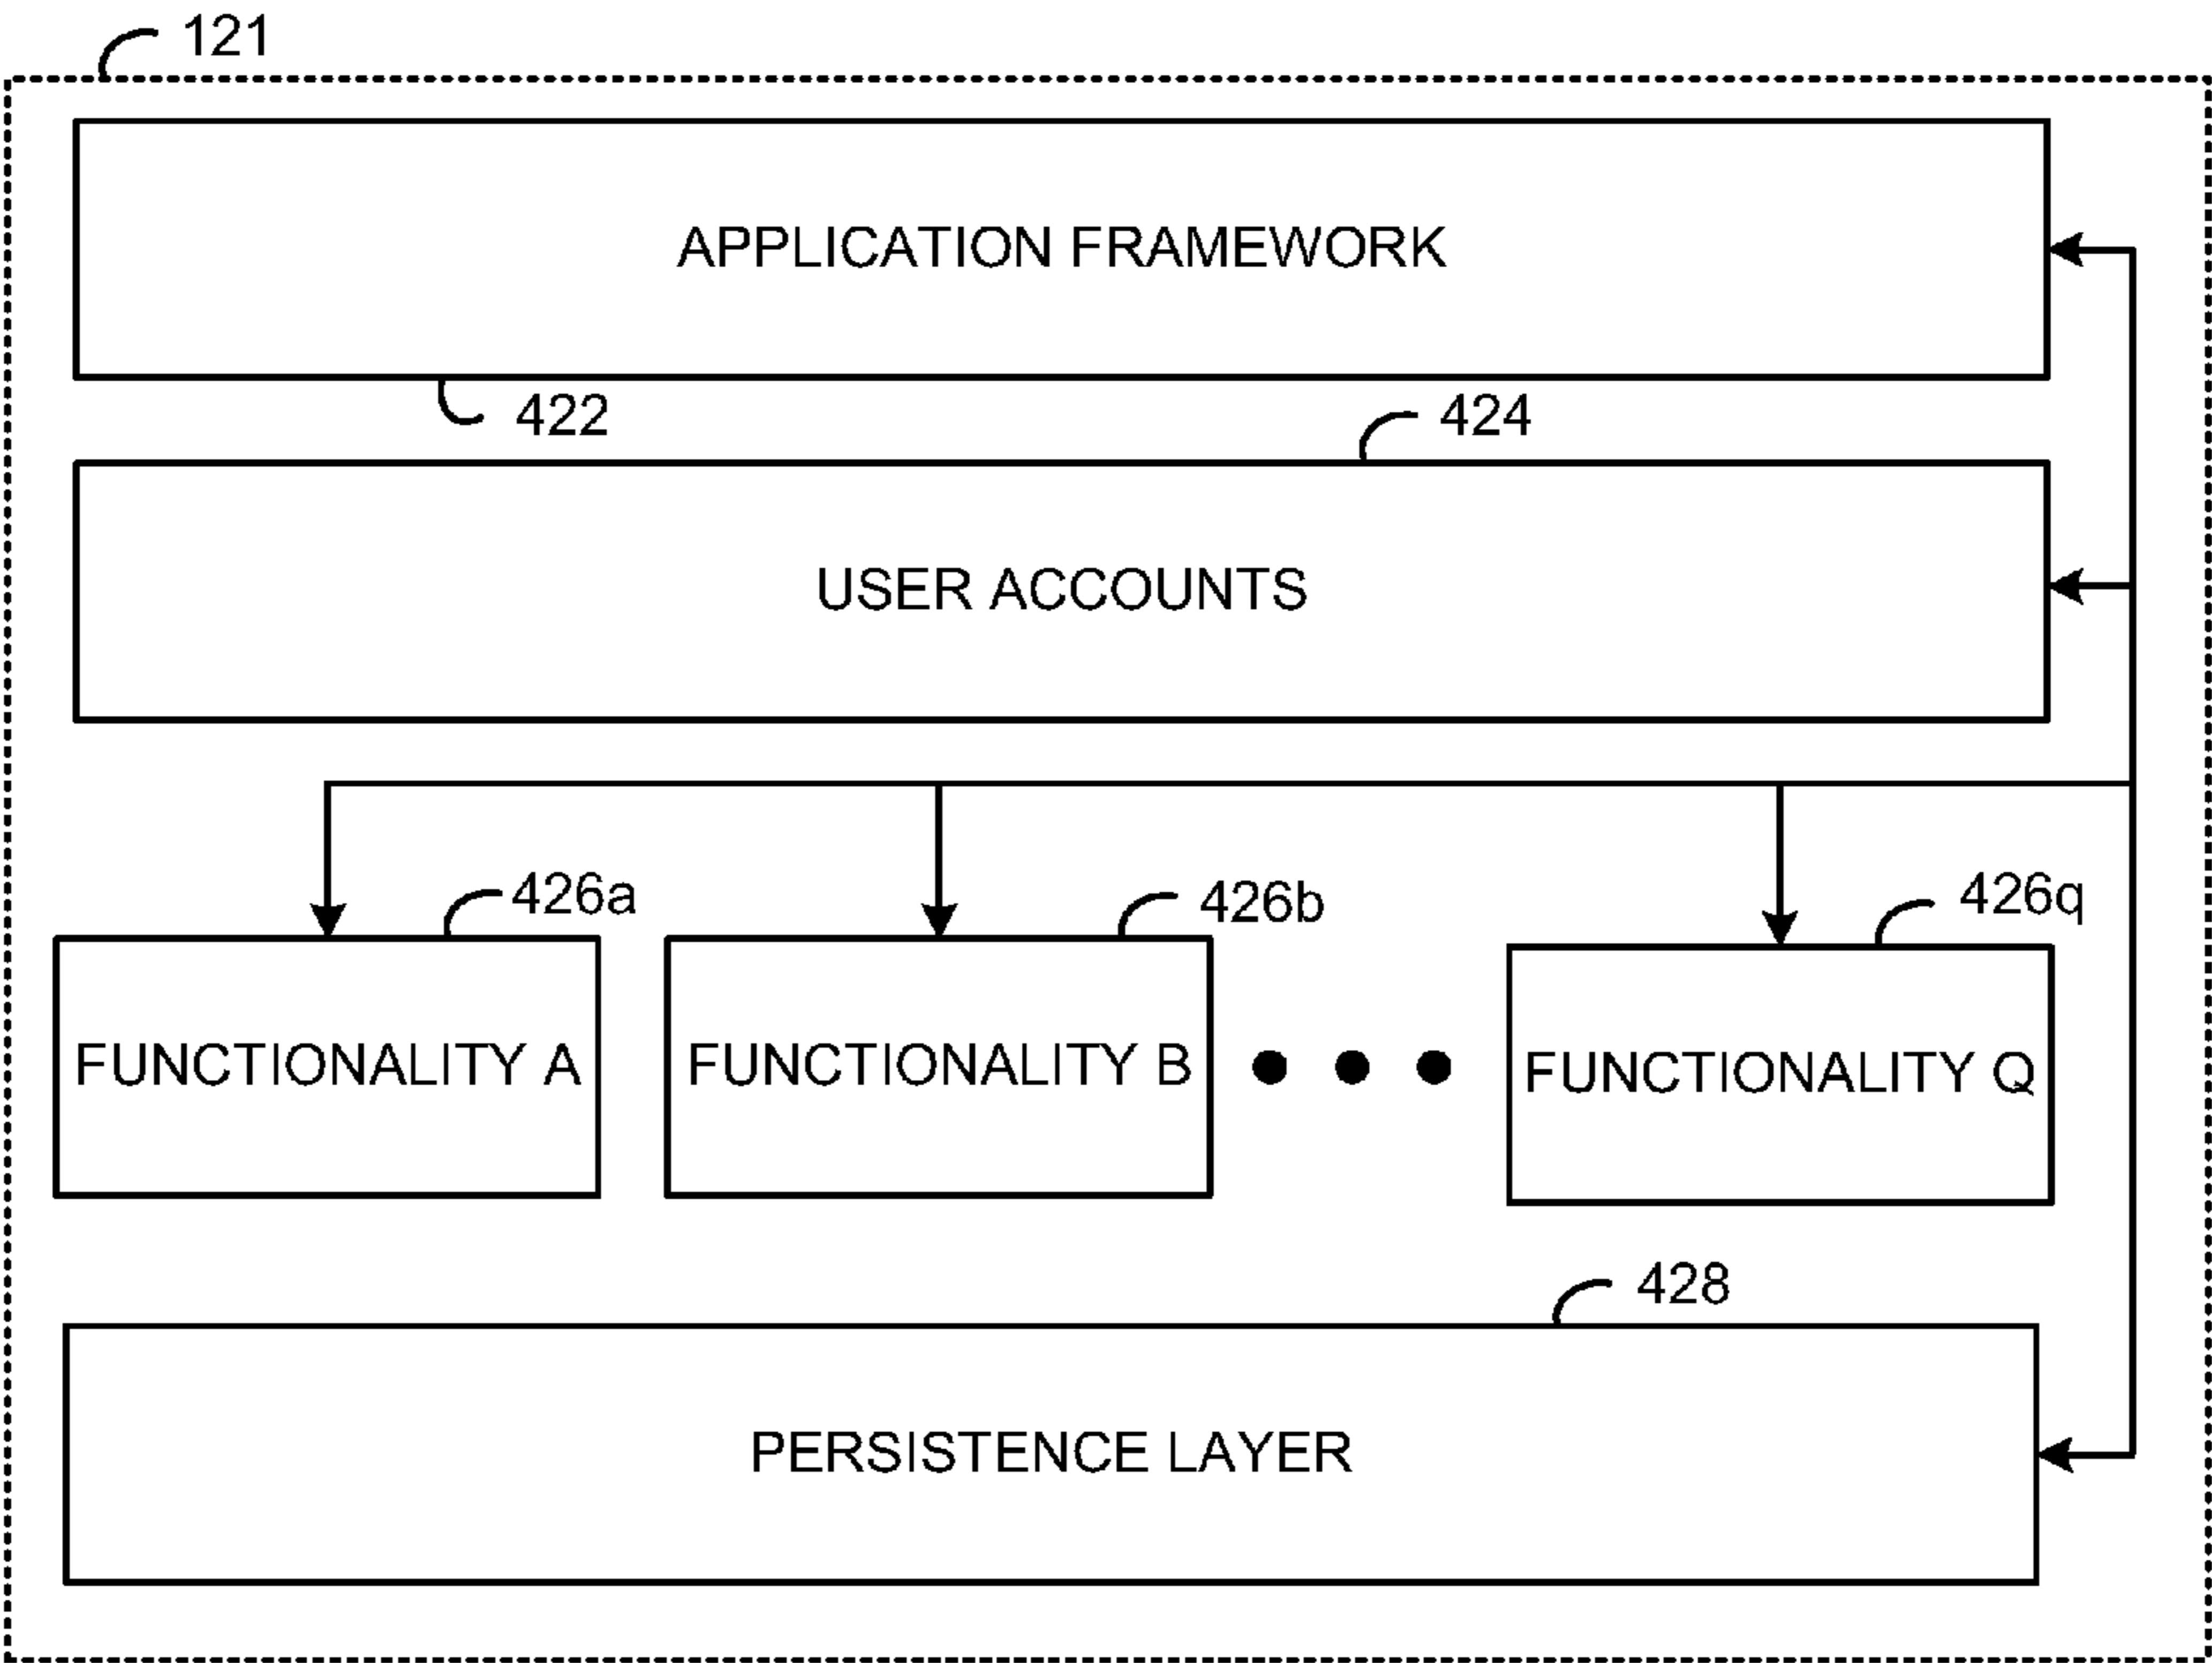 121
APPLICATION FRAMEWORK
422
424
USER ACCOUNTS
426a
426b
426q
FUNCTIONALITY A
FUNCTIONALITY B
FUNCTIONALITY Q
428
PERSISTENCE LAYER